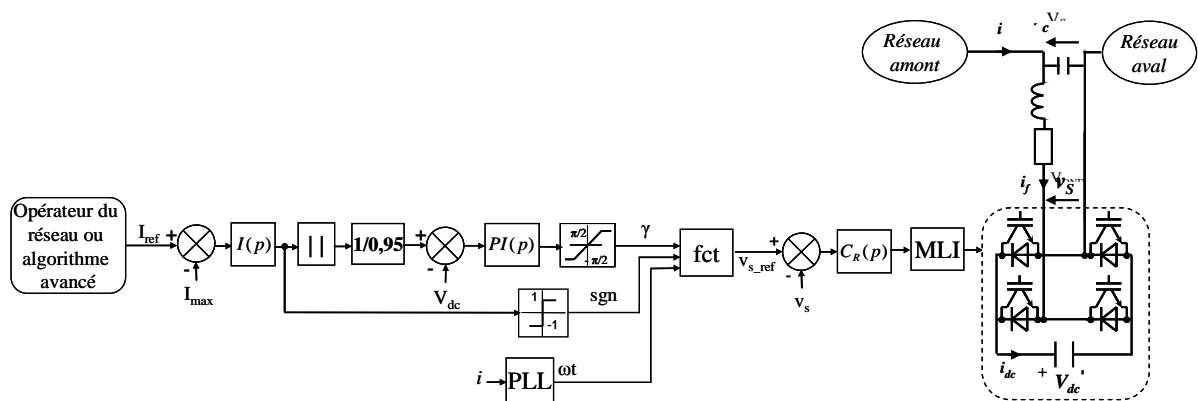 Réseau
amont
i
Réseau
aval
i_f
v_S
Opérateur du
réseau ou
algorithme
avancé
I_ref
+
-
I_max
I(p)
| |
1/0,95
+
-
V_dc
PI(p)
π/2
-π/2
γ
fct
v_s_ref
+
-
v_s
C_R(p)
MLI
1
-1
sgn
i
PLL
ωt
i_dc
+
V_dc